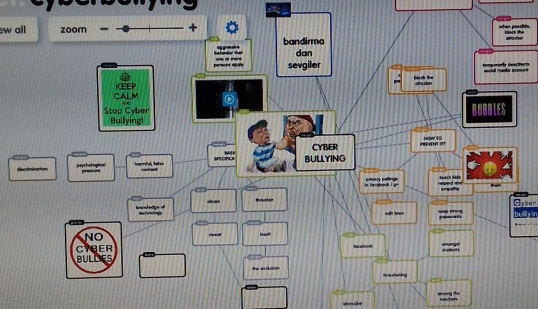 cyberbullying
ew all
zoom
KEEP
CALM
AND
Stop Cyber
Bullying!
aggressive
behavior that
one or more
persons apply
bandirma
dan
sevgiler
when possible,
block the
attacker
temporarily deactivate
social media account
block the
attacker
BUBBLES
CYBER
BULLYING
HOW TO
PREVENT IT?
discrimination
psychological
pressure
harmful, false
content
privacy settings
in facebook / g+
teach kids
respect and
empathy
them
knowledge of
technology
abuse
threaten
edit laws
keep strong
passwords
Cyber
bullyin
NO
CYBER
BULLIES
insult
facebook
amongst
students
the exclusion
threatening
among the
teachers